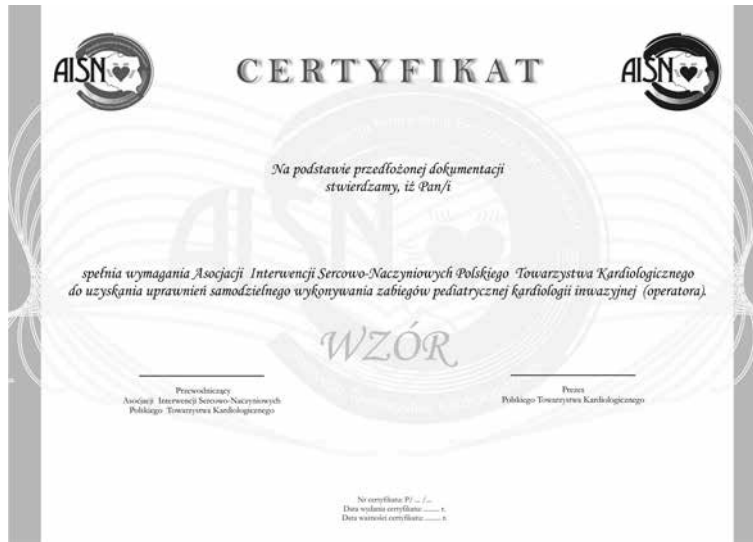 AISN
CERTYFIKAT
AISN
Na podstawie przedłożonej dokumentacji
stwierdzamy, iż Pan/i
AISN
spełnia wymagania Asocjacji Interwencji Sercowo-Naczyniowych Polskiego Towarzystwa Kardiologicznego
do uzyskania uprawnień samodzielnego wykonywania zabiegów pediatrycznej kardiologii inwazyjnej (operatora).
WZÓR
Przewodniczący
Asocjacji Interwencji Sercowo-Naczyniowych
Polskiego Towarzystwa Kardiologicznego
Prezes
Polskiego Towarzystwa Kardiologicznego
Nr certyfikatu: P/ ... /...
Data wydania certyfikatu: ........ r.
Data ważności certyfikatu: ........ r.